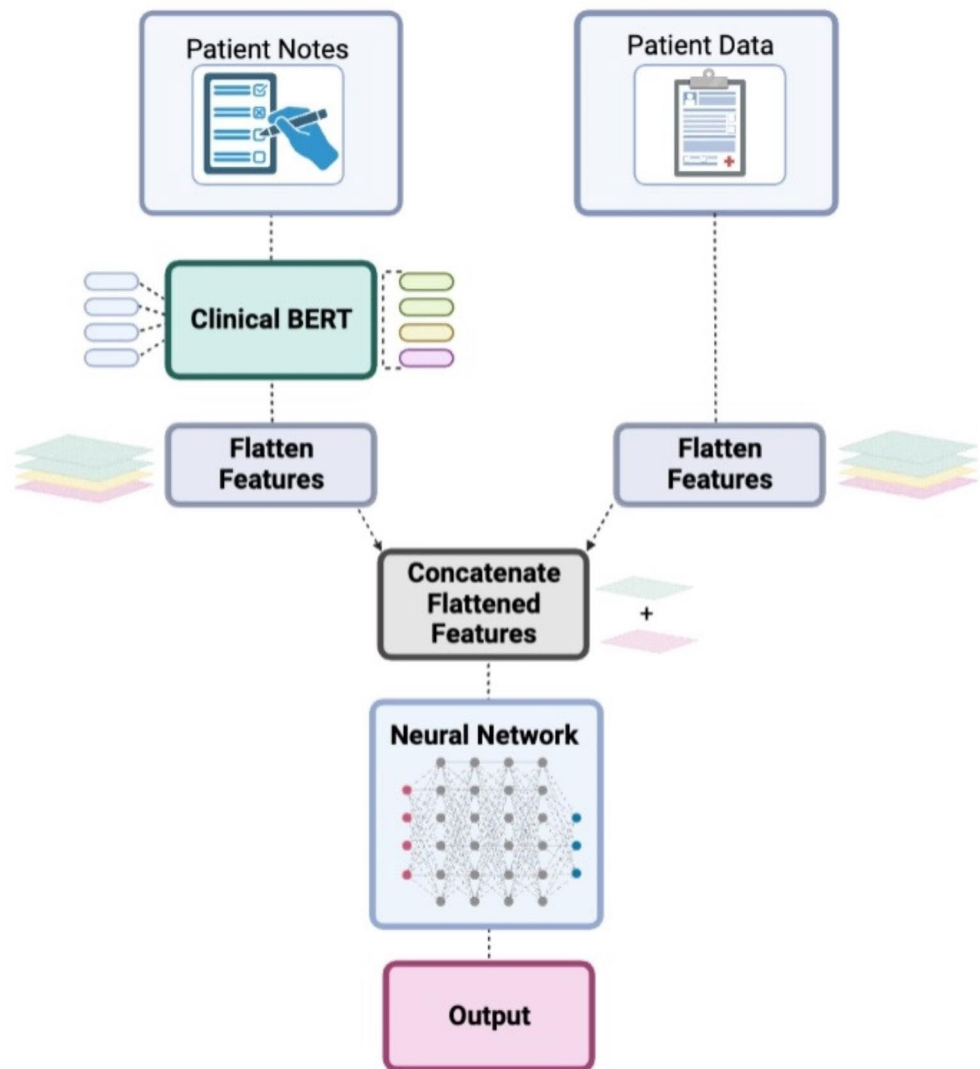 Patient Notes
Patient Data
Clinical BERT
Flatten
Features
Flatten
Features
Concatenate
Flattened
Features
+
Neural Network
Output